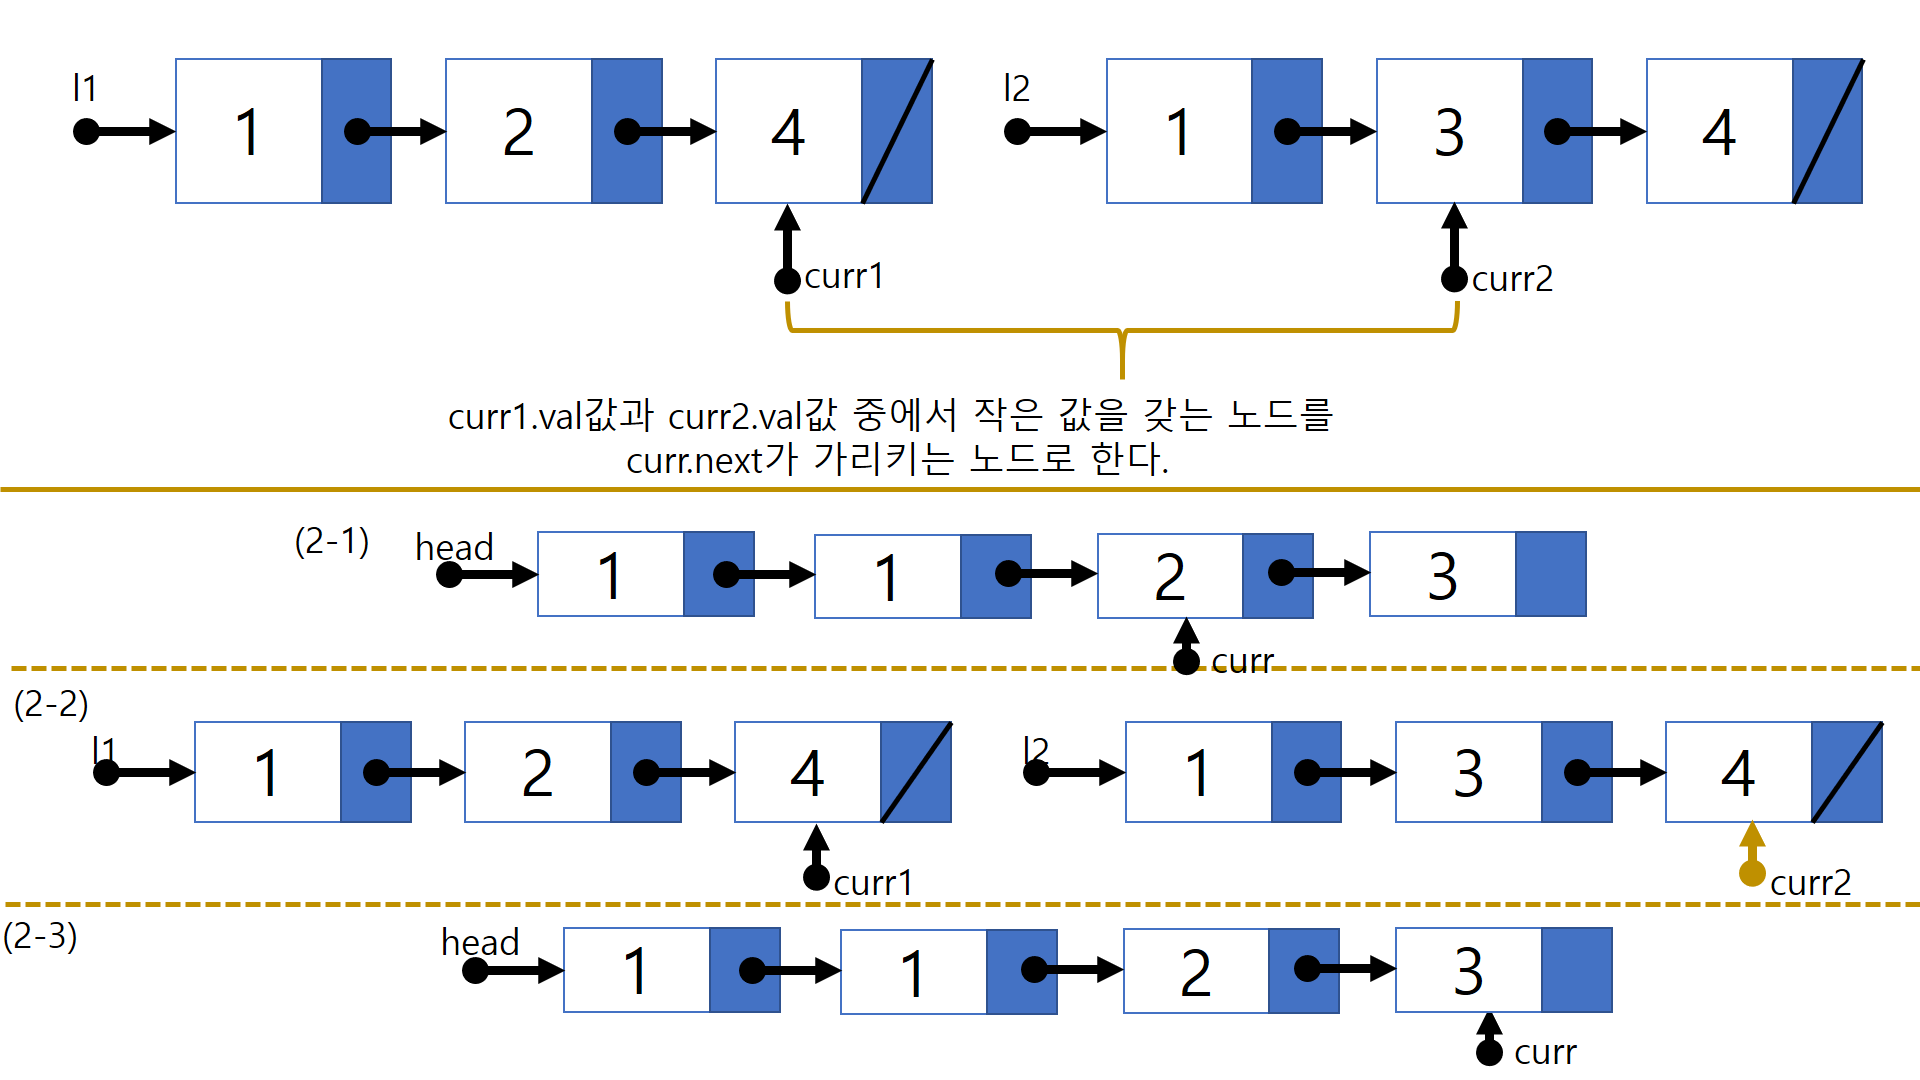 l1
1 2 4
l2
1 3 4
curr1
curr2
curr1.val값과 curr2.val값 중에서 작은 값을 갖는 노드를
curr.next가 가리키는 노드로 한다.
(2-1)
head
1 1 2 3
curr
(2-2)
l1
1 2 4
l2
1 3 4
curr1
curr2
(2-3)
head
1 1 2 3
curr